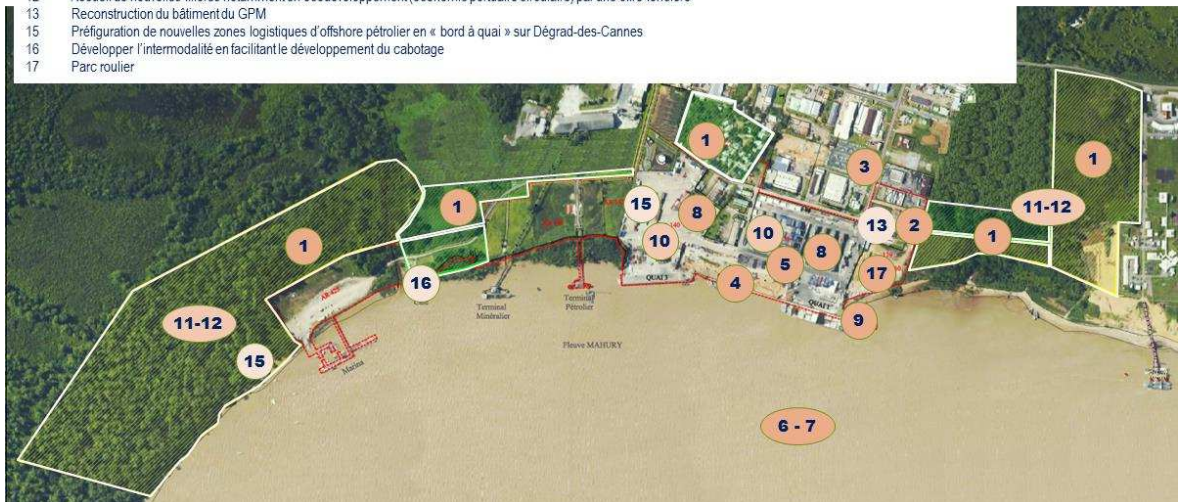 13 Reconstruction du bâtiment du GPM
15 Préfiguration de nouvelles zones logistiques d'offshore pétrolier en « bord à quai » sur Dégrad-des-Cannes
16 Développer l'intermodalité en facilitant le développement du cabotage
17 Parc roulier
1
1
3
1
15
8
11-12
1
10
10
13
2
1
8
5
17
16
4
QUAI 3
QUAI 1
AR 425
Terminal
Minéralier
Terminal
Pétrolier
9
11-12
15
Marina
Fleuve MAHURY
6 - 7